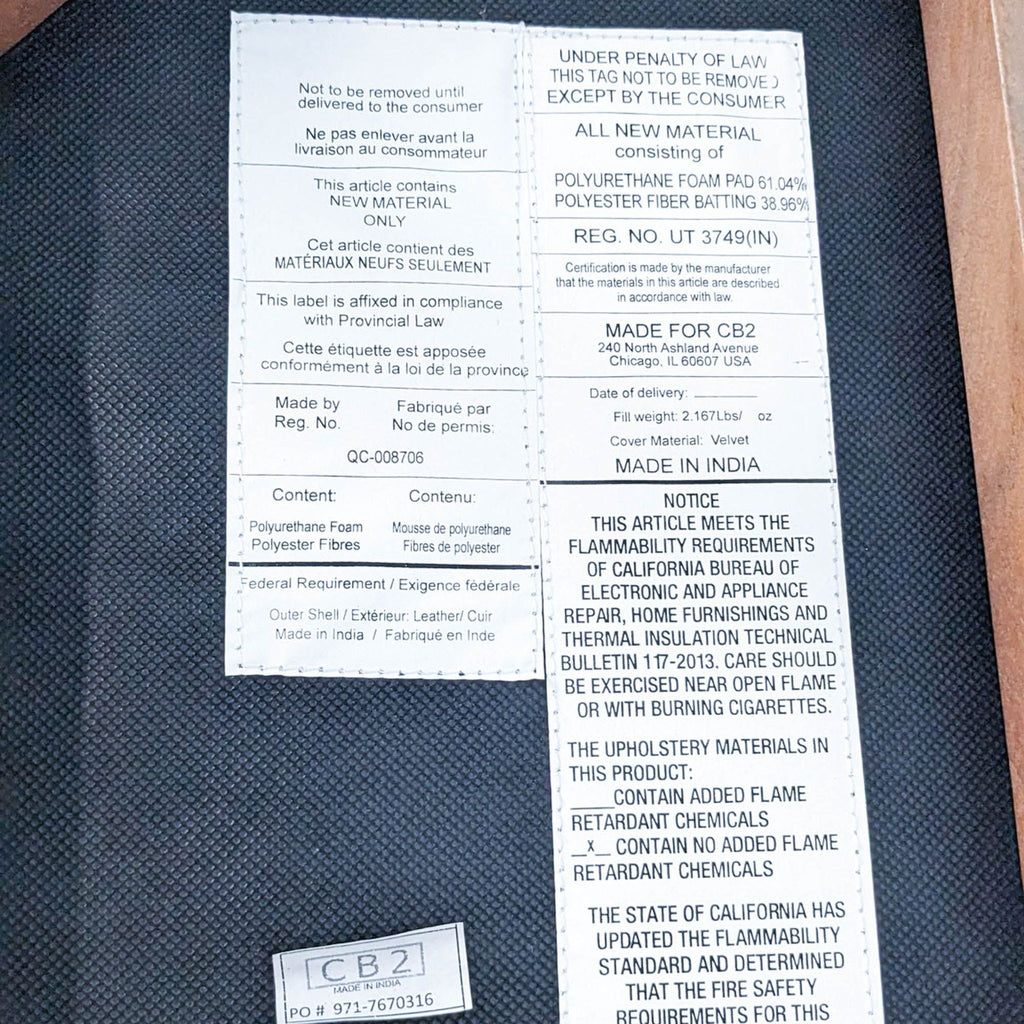 Not to be removed until
delivered to the consumer
Ne pas enlever avant la
livraison au consommateur
This article contains
NEW MATERIAL
ONLY
Cet article contient des
MATÉRIAUX NEUFS SEULEMENT
This label is affixed in compliance
with Provincial Law
Cette étiquette est apposée
conformément à la loi de la province
Made by Fabriqué par
Reg. No. No de permis:
QC-008706
Content: Contenu:
Polyurethane Foam Mousse de polyurethane
Polyester Fibres Fibres de polyester
Federal Requirement / Exigence fédérale
Outer Shell / Extérieur: Leather/ Cuir
Made in India / Fabriqué en Inde
UNDER PENALTY OF LAW
THIS TAG NOT TO BE REMOVED
EXCEPT BY THE CONSUMER
ALL NEW MATERIAL
consisting of
POLYURETHANE FOAM PAD 61.04%
POLYESTER FIBER BATTING 38.96%
REG. NO. UT 3749(IN)
Certification is made by the manufacturer
that the materials in this article are described
in accordance with law.
MADE FOR CB2
240 North Ashland Avenue
Chicago, IL 60607 USA
Date of delivery: ________
Fill weight: 2.167Lbs/ oz
Cover Material: Velvet
MADE IN INDIA
NOTICE
THIS ARTICLE MEETS THE
FLAMMABILITY REQUIREMENTS
OF CALIFORNIA BUREAU OF
ELECTRONIC AND APPLIANCE
REPAIR, HOME FURNISHINGS AND
THERMAL INSULATION TECHNICAL
BULLETIN 117-2013. CARE SHOULD
BE EXERCISED NEAR OPEN FLAME
OR WITH BURNING CIGARETTES.
THE UPHOLSTERY MATERIALS IN
THIS PRODUCT:
____CONTAIN ADDED FLAME
RETARDANT CHEMICALS
__x__ CONTAIN NO ADDED FLAME
RETARDANT CHEMICALS
THE STATE OF CALIFORNIA HAS
UPDATED THE FLAMMABILITY
STANDARD AND DETERMINED
THAT THE FIRE SAFETY
REQUIREMENTS FOR THIS
CB2
MADE IN INDIA
PO # 971-7670316